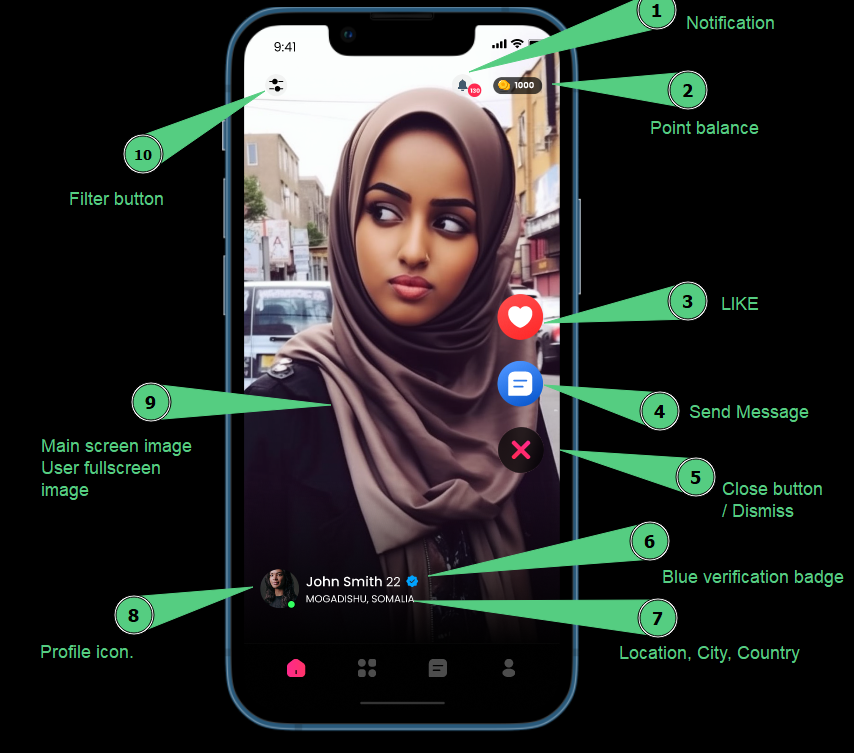 1
Notification
9:41
130
1000
2
Point balance
10
Filter button
3
LIKE
4
Send Message
9
Main screen image
User fullscreen
image
5
Close button
/ Dismiss
6
Blue verification badge
John Smith 22
MOGADISHU, SOMALIA
7
Location, City, Country
8
Profile icon.